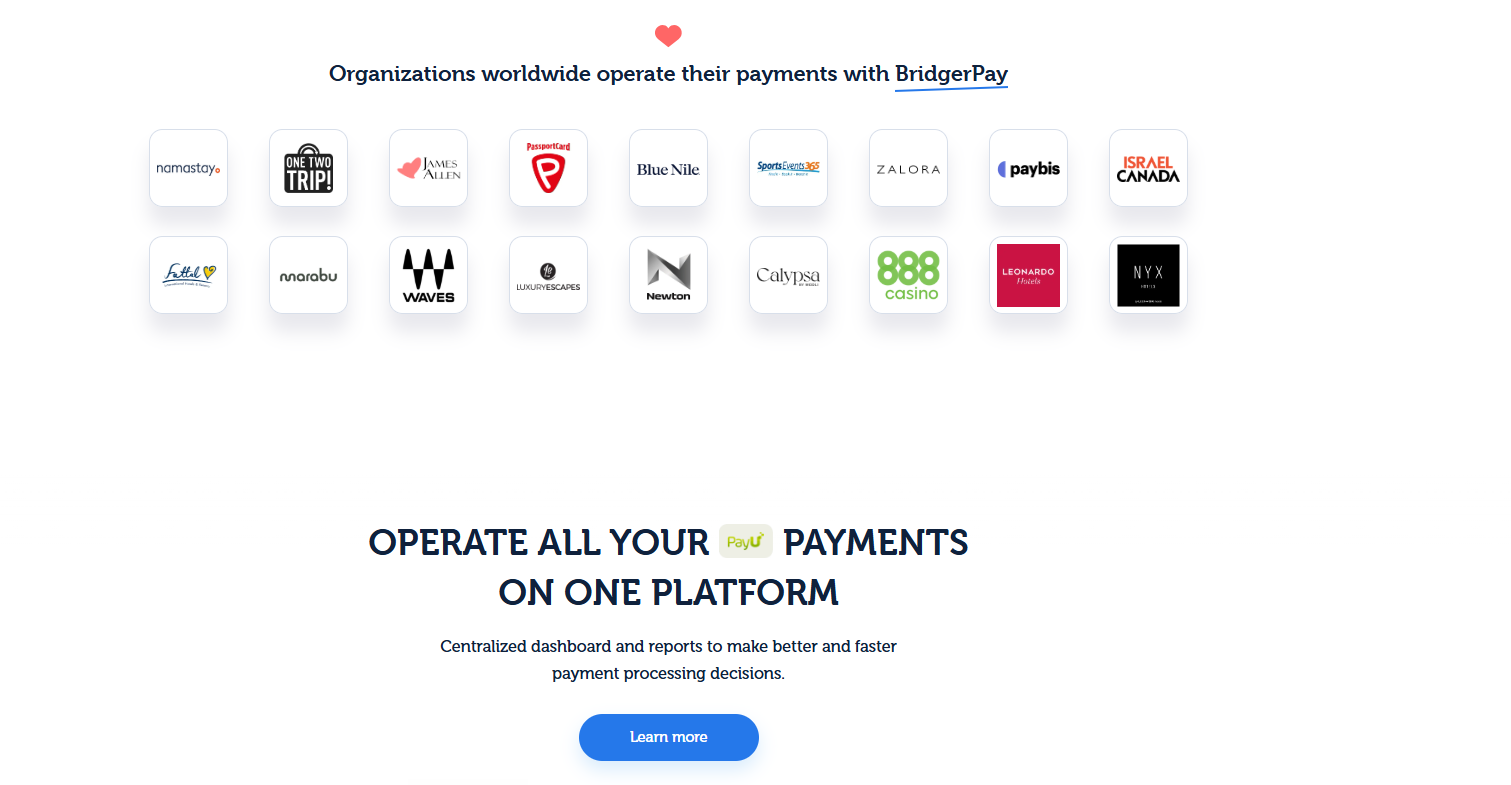 Organizations worldwide operate their payments with BridgerPay
namastay
ONE TWO
TRIP!
JAMES
ALLEN
PassportCard
P
BLUE NILE
SportsEvents365
ZALORA
paybis
ISRAEL
CANADA
Fattal
marabu
WAVES
LUXURYESCAPES
Newton
Calypsa
888
casino
LEONARDO
Hotels
NYX
HOTELS
OPERATE ALL YOUR PayU PAYMENTS
ON ONE PLATFORM
Centralized dashboard and reports to make better and faster
payment processing decisions.
Learn more